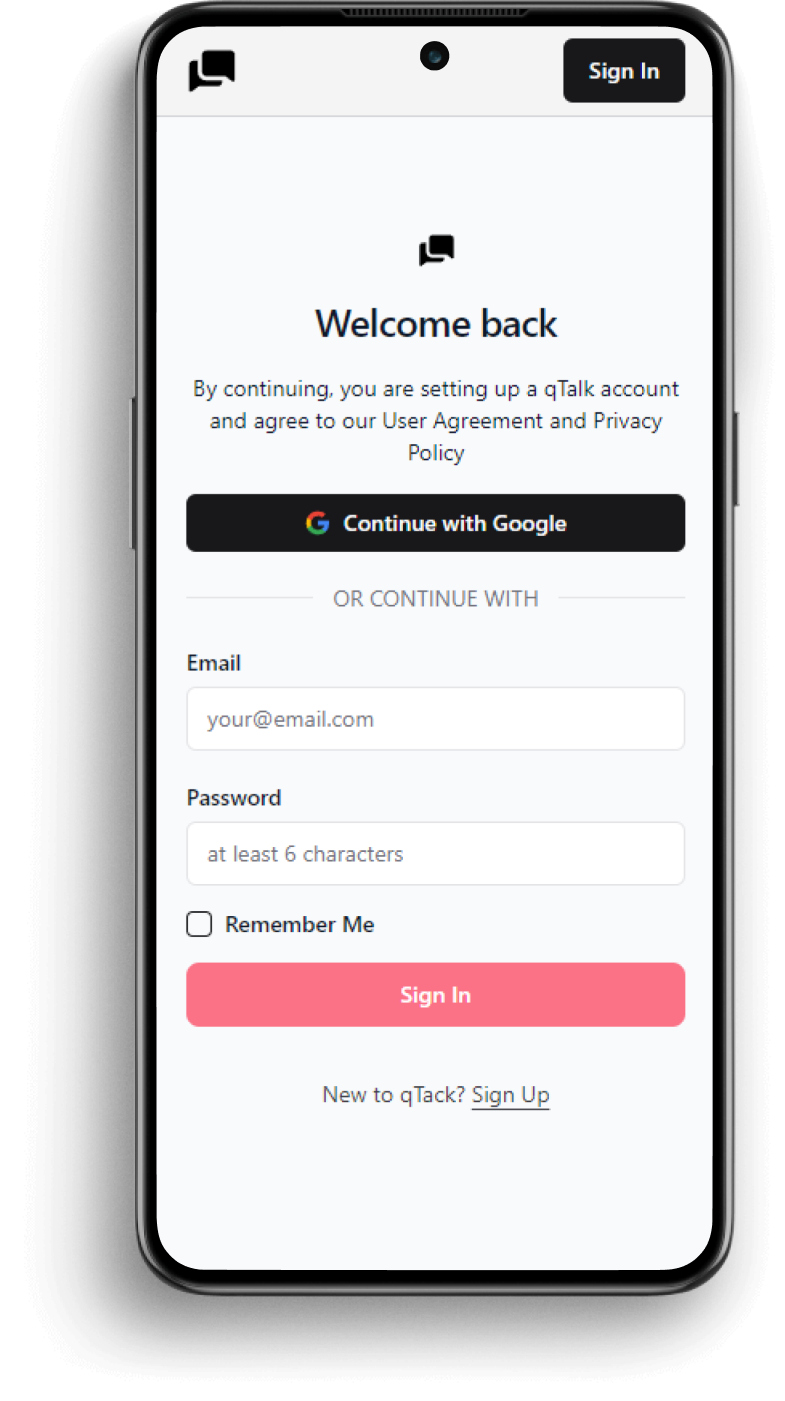 Sign In
Welcome back
By continuing, you are setting up a qTalk account
and agree to our User Agreement and Privacy
Policy
Continue with Google
OR CONTINUE WITH
Email
your@email.com
Password
at least 6 characters
Remember Me
Sign In
New to qTack? Sign Up